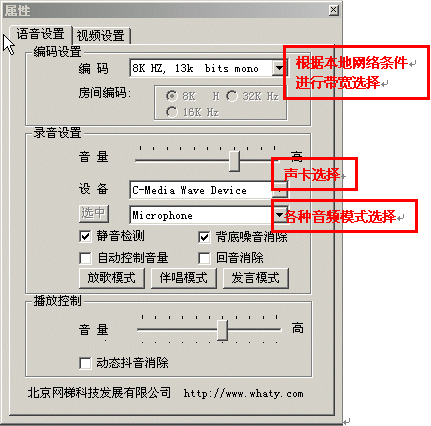 属性
语音设置 视频设置
编码设置
编 码 8K HZ, 13k bits mono
根据本地网络条件
进行带宽选择
房间编码: 8K H 32K Hz
16K Hz
录音设置
音 量 高
声卡选择
设 备 C-Media Wave Device
选中 Microphone
各种音频模式选择
静音检测 背底噪音消除
自动控制音量 回音消除
放歌模式 伴唱模式 发言模式
播放控制
音 量 高
动态抖音消除
北京网梯科技发展有限公司 http://www.whaty.com